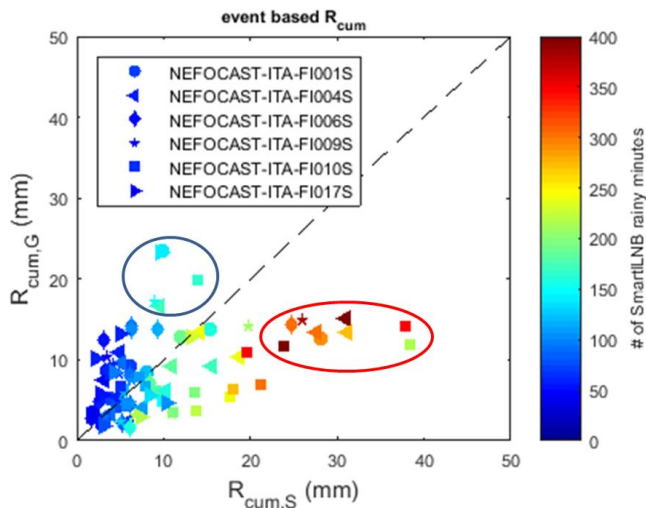 event based R_cum
50
40
30
20
10
0
R_cum,G (mm)
NEFOCAST-ITA-FI001S
NEFOCAST-ITA-FI004S
NEFOCAST-ITA-FI006S
NEFOCAST-ITA-FI009S
NEFOCAST-ITA-FI010S
NEFOCAST-ITA-FI017S
0 10 20 30 40 50
R_cum,S (mm)
400
350
300
250
200
150
100
50
0
# of SmartLNB rainy minutes